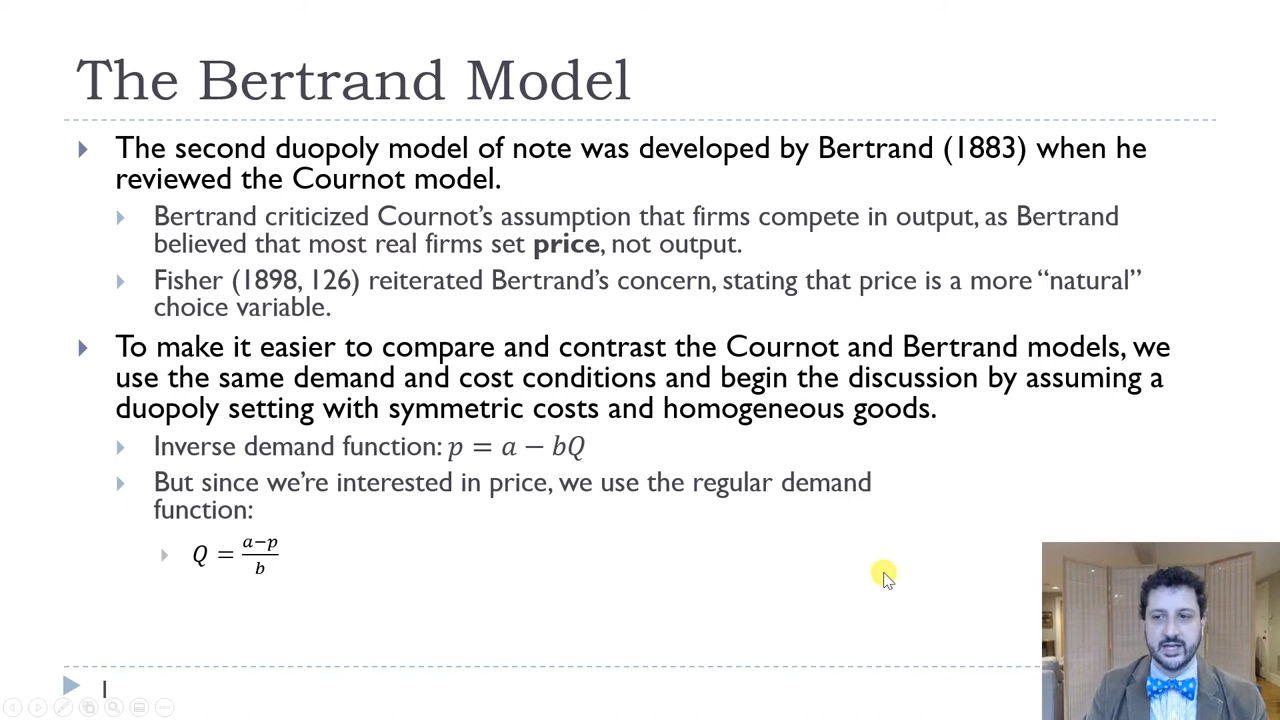 The Bertrand Model
The second duopoly model of note was developed by Bertrand (1883) when he
reviewed the Cournot model.
Bertrand criticized Cournot’s assumption that firms compete in output, as Bertrand
believed that most real firms set price, not output.
Fisher (1898, 126) reiterated Bertrand’s concern, stating that price is a more “natural”
choice variable.
To make it easier to compare and contrast the Cournot and Bertrand models, we
use the same demand and cost conditions and begin the discussion by assuming a
duopoly setting with symmetric costs and homogeneous goods.
Inverse demand function: p = a − bQ
But since we’re interested in price, we use the regular demand
function:
Q = \frac{a−p}{b}
1